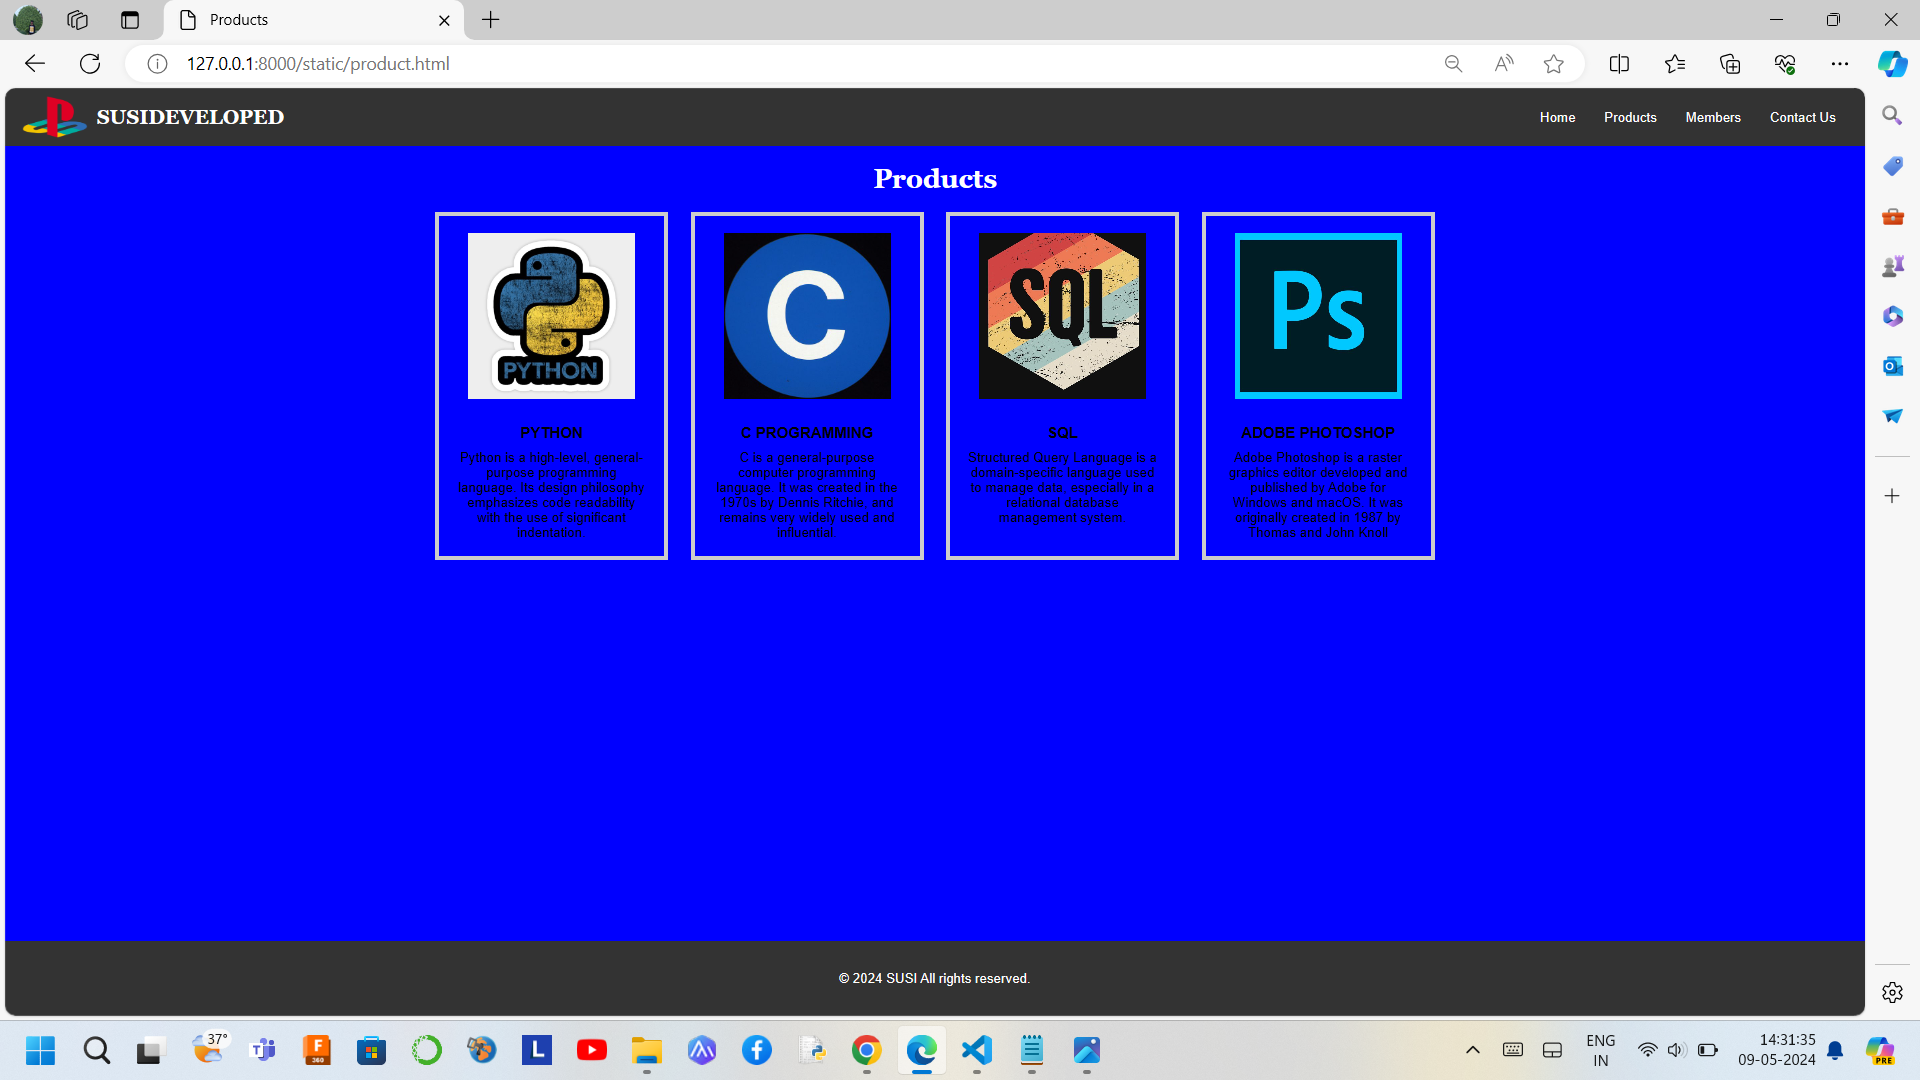 Products
127.0.0.1:8000/static/product.html
SUSIDEVELOPED
Home Products Members Contact Us
Products
PYTHON
C
SQL
Ps
PYTHON
Python is a high-level, general-
purpose programming
language. Its design philosophy
emphasizes code readability
with the use of significant
indentation.
C PROGRAMMING
C is a general-purpose
computer programming
language. It was created in the
1970s by Dennis Ritchie, and
remains very widely used and
influential.
SQL
Structured Query Language is a
domain-specific language used
to manage data, especially in a
relational database
management system.
ADOBE PHOTOSHOP
Adobe Photoshop is a raster
graphics editor developed and
published by Adobe for
Windows and macOS. It was
originally created in 1987 by
Thomas and John Knoll
© 2024 SUSI All rights reserved.
37°
F
360
L
ENG
IN
14:31:35
09-05-2024
PRE